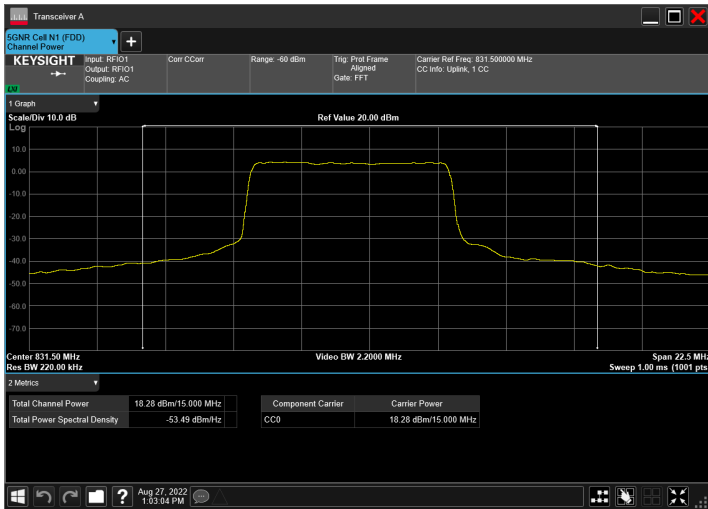 Transceiver A
5GNR Cell N1 (FDD)
Channel Power
KEYSIGHT
LXI
Input: RFIO1
Output: RFIO1
Coupling: AC
Corr CCorr
Range: -60 dBm
Trig: Prot Frame
Aligned
Gate: FFT
Carrier Ref Freq: 831.500000 MHz
CC Info: Uplink, 1 CC
1 Graph
Scale/Div 10.0 dB
Ref Value 20.00 dBm
Log
10.0
0.00
-10.0
-20.0
-30.0
-40.0
-50.0
-60.0
-70.0
Center 831.50 MHz
Video BW 2.2000 MHz
Span 22.5 MHz
Res BW 220.00 kHz
Sweep 1.00 ms (1001 pts
2 Metrics
Total Channel Power 18.28 dBm/15.000 MHz
Total Power Spectral Density -53.49 dBm/Hz
Component Carrier Carrier Power
CC0 18.28 dBm/15.000 MHz
Aug 27, 2022
1:03:04 PM